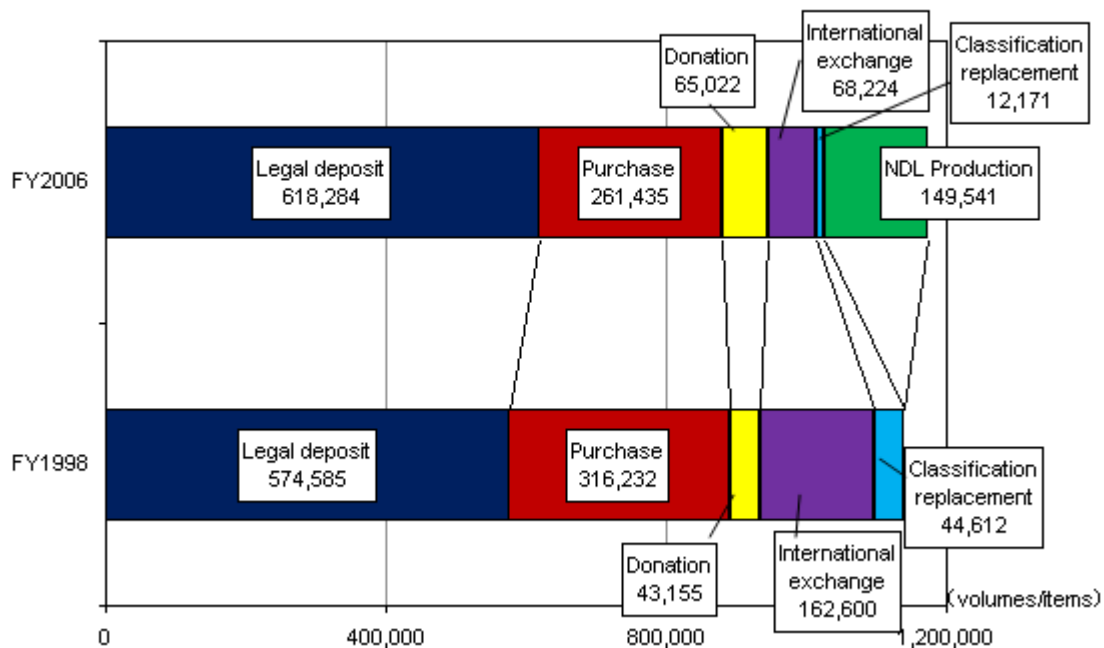 Donation
65,022
International
exchange
68,224
Classification
replacement
12,171
FY2006
Legal deposit
618,284
Purchase
261,435
NDL Production
149,541
FY1998
Legal deposit
574,585
Purchase
316,232
Classification
replacement
44,612
Donation
43,155
International
exchange
162,600
(volumes/items)
0
400,000
800,000
1,200,000